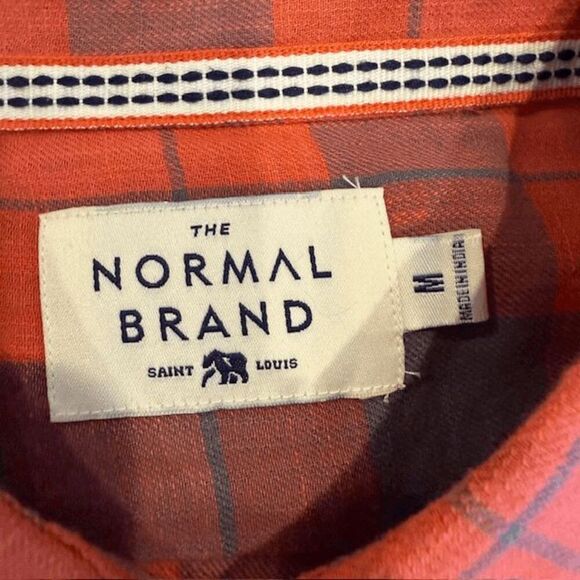 THE
NORMAL
BRAND
SAINT LOUIS
M
MADE IN INDIA